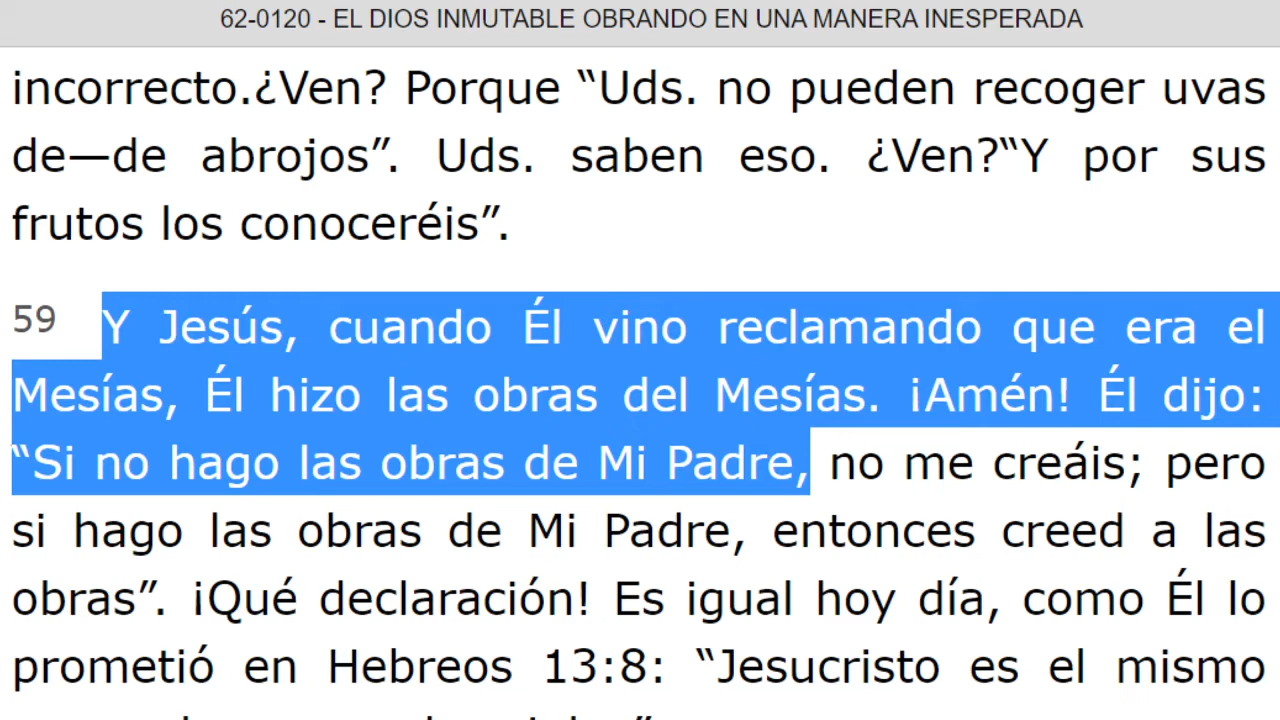 62-0120 - EL DIOS INMUTABLE OBRANDO EN UNA MANERA INESPERADA
incorrecto.¿Ven? Porque “Uds. no pueden recoger uvas
de—de abrojos”. Uds. saben eso. ¿Ven?“Y por sus
frutos los conoceréis”.
59 Y Jesús, cuando Él vino reclamando que era el
Mesías, Él hizo las obras del Mesías. ¡Amén! Él dijo:
“Si no hago las obras de Mi Padre, no me creáis; pero
si hago las obras de Mi Padre, entonces creed a las
obras”. ¡Qué declaración! Es igual hoy día, como Él lo
prometió en Hebreos 13:8: “Jesucristo es el mismo